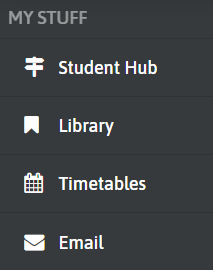 MY STUFF
Student Hub
Library
Timetables
Email